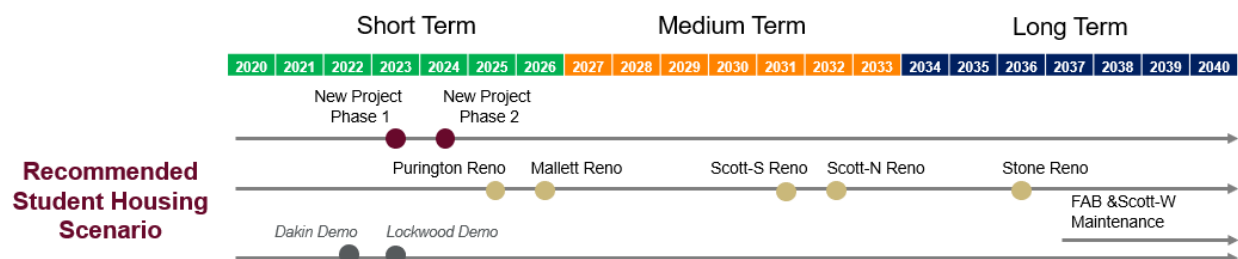 Short Term
Medium Term
Long Term
2020 2021 2022 2023 2024 2025 2026 2027 2028 2029 2030 2031 2032 2033 2034 2035 2036 2037 2038 2039 2040
New Project
Phase 1
New Project
Phase 2
Recommended
Student Housing
Scenario
Purington Reno
Mallett Reno
Scott-S Reno
Scott-N Reno
Stone Reno
FAB &Scott-W
Maintenance
Dakin Demo
Lockwood Demo